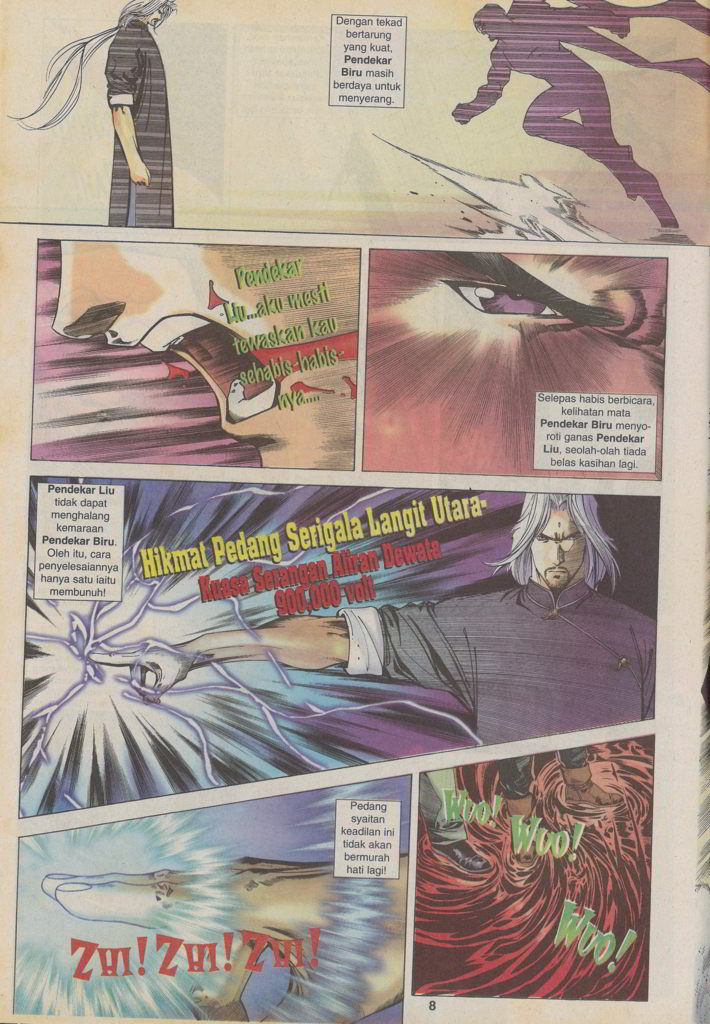 Dengan tekad
bertarung
yang kuat,
Pendekar
Biru masih
berdaya untuk
menyerang.
Pendekar
Liu...aku mesti
tewaskan kau
sehabis-habis-
nya....
Selepas habis berbicara,
kelihatan mata
Pendekar Biru menyo-
roti ganas Pendekar
Liu, seolah-olah tiada
belas kasihan lagi.
Pendekar Liu
tidak dapat
menghalang
kemaraan
Pendekar Biru.
Oleh itu, cara
penyelesaiannya
hanya satu iaitu
membunuh!
Hikmat Pedang Serigala Langit Utara-
Kuasa Serangan Aliran Dewata
900,000 volt
Pedang
syaitan
keadilan ini
tidak akan
bermurah
hati lagi!
ZHI! ZHI! ZHI!
WUO!
WUO!
WUO!
8